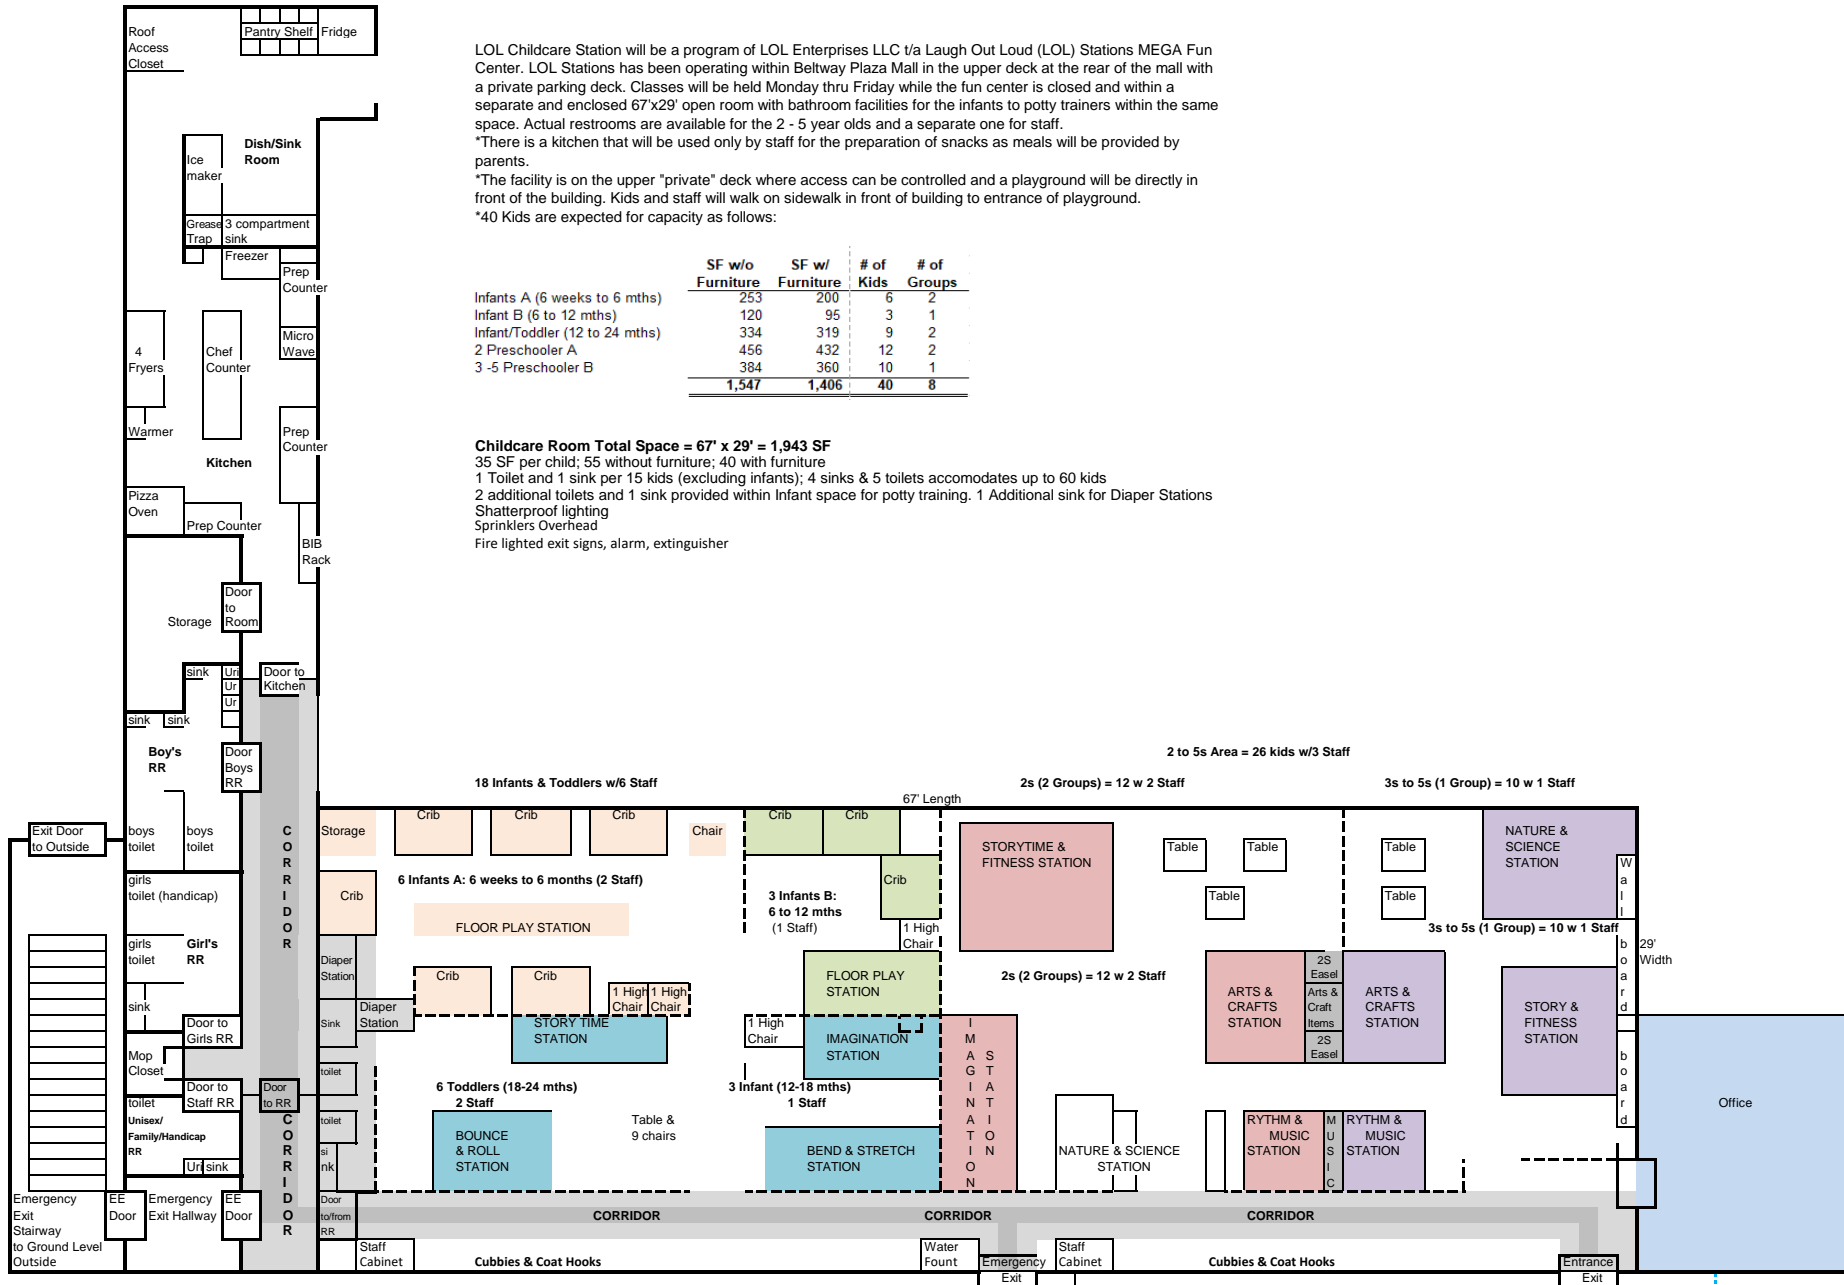 Roof
Access
Closet
Pantry Shelf
Fridge
LOL Childcare Station will be a program of LOL Enterprises LLC t/a Laugh Out Loud (LOL) Stations MEGA Fun
Center. LOL Stations has been operating within Beltway Plaza Mall in the upper deck at the rear of the mall with
a private parking deck. Classes will be held Monday thru Friday while the fun center is closed and within a
separate and enclosed 67'x29' open room with bathroom facilities for the infants to potty trainers within the same
space. Actual restrooms are available for the 2 - 5 year olds and a separate one for staff.
*There is a kitchen that will be used only by staff for the preparation of snacks as meals will be provided by
parents.
*The facility is on the upper "private" deck where access can be controlled and a playground will be directly in
front of the building. Kids and staff will walk on sidewalk in front of building to entrance of playground.
*40 Kids are expected for capacity as follows:
SF w/o Furniture SF w/ Furniture # of Kids # of Groups
Infants A (6 weeks to 6 mths) 253 200 6 2
Infant B (6 to 12 mths) 120 95 3 1
Infant/Toddler (12 to 24 mths) 334 319 9 2
2 Preschooler A 456 432 12 2
3 -5 Preschooler B 384 360 10 1
1,547 1,406 40 8
Childcare Room Total Space = 67' x 29' = 1,943 SF
35 SF per child; 55 without furniture; 40 with furniture
1 Toilet and 1 sink per 15 kids (excluding infants); 4 sinks & 5 toilets accomodates up to 60 kids
2 additional toilets and 1 sink provided within Infant space for potty training. 1 Additional sink for Diaper Stations
Shatterproof lighting
Sprinklers Overhead
Fire lighted exit signs, alarm, extinguisher
Dish/Sink
Room
Ice
maker
Grease
Trap
3 compartment
sink
Freezer
Prep
Counter
Micro
Wave
4
Fryers
Chef
Counter
Warmer
Prep
Counter
Kitchen
Pizza
Oven
Prep Counter
BIB
Rack
Door
to
Room
Storage
sink
Uri
Ur
Ur
Door to
Kitchen
sink
sink
Boy's
RR
Door
Boys
RR
Exit Door
to Outside
boys
toilet
boys
toilet
girls
toilet (handicap)
girls
toilet
Girl's
RR
sink
Door to
Girls RR
Mop
Closet
Door to
Staff RR
Door
to RR
toilet
Unisex/
Family/Handicap
RR
Uri
sink
Emergency
Exit
Stairway
to Ground Level
Outside
EE
Door
Emergency
Exit Hallway
EE
Door
CORRIDOR
CORRIDOR
18 Infants & Toddlers w/6 Staff
67' Length
2 to 5s Area = 26 kids w/3 Staff
2s (2 Groups) = 12 w 2 Staff
3s to 5s (1 Group) = 10 w 1 Staff
Storage
Crib
Crib
Crib
Chair
Crib
Crib
Crib
6 Infants A: 6 weeks to 6 months (2 Staff)
FLOOR PLAY STATION
Crib
3 Infants B:
6 to 12 mths
(1 Staff)
1 High
Chair
Diaper
Station
Crib
Crib
1 High
Chair
1 High
Chair
FLOOR PLAY
STATION
Sink
Diaper
Station
STORY TIME
STATION
1 High
Chair
IMAGINATION
STATION
toilet
6 Toddlers (18-24 mths)
2 Staff
3 Infant (12-18 mths)
1 Staff
toilet
BOUNCE
& ROLL
STATION
Table &
9 chairs
BEND & STRETCH
STATION
si
nk
Door
to/from
RR
IMAGINATION
STATION
STORYTIME &
FITNESS STATION
Table
Table
Table
Table
Table
NATURE &
SCIENCE
STATION
3s to 5s (1 Group) = 10 w 1 Staff
Wall board
board
29'
Width
2s (2 Groups) = 12 w 2 Staff
ARTS &
CRAFTS
STATION
2S
Easel
Arts &
Craft
Items
2S
Easel
ARTS &
CRAFTS
STATION
STORY &
FITNESS
STATION
Office
NATURE & SCIENCE
STATION
RYTHM &
MUSIC
STATION
MUSIC
RYTHM &
MUSIC
STATION
CORRIDOR
CORRIDOR
CORRIDOR
Staff
Cabinet
Cubbies & Coat Hooks
Water
Fount
Emergency
Exit
Staff
Cabinet
Cubbies & Coat Hooks
Entrance
Exit